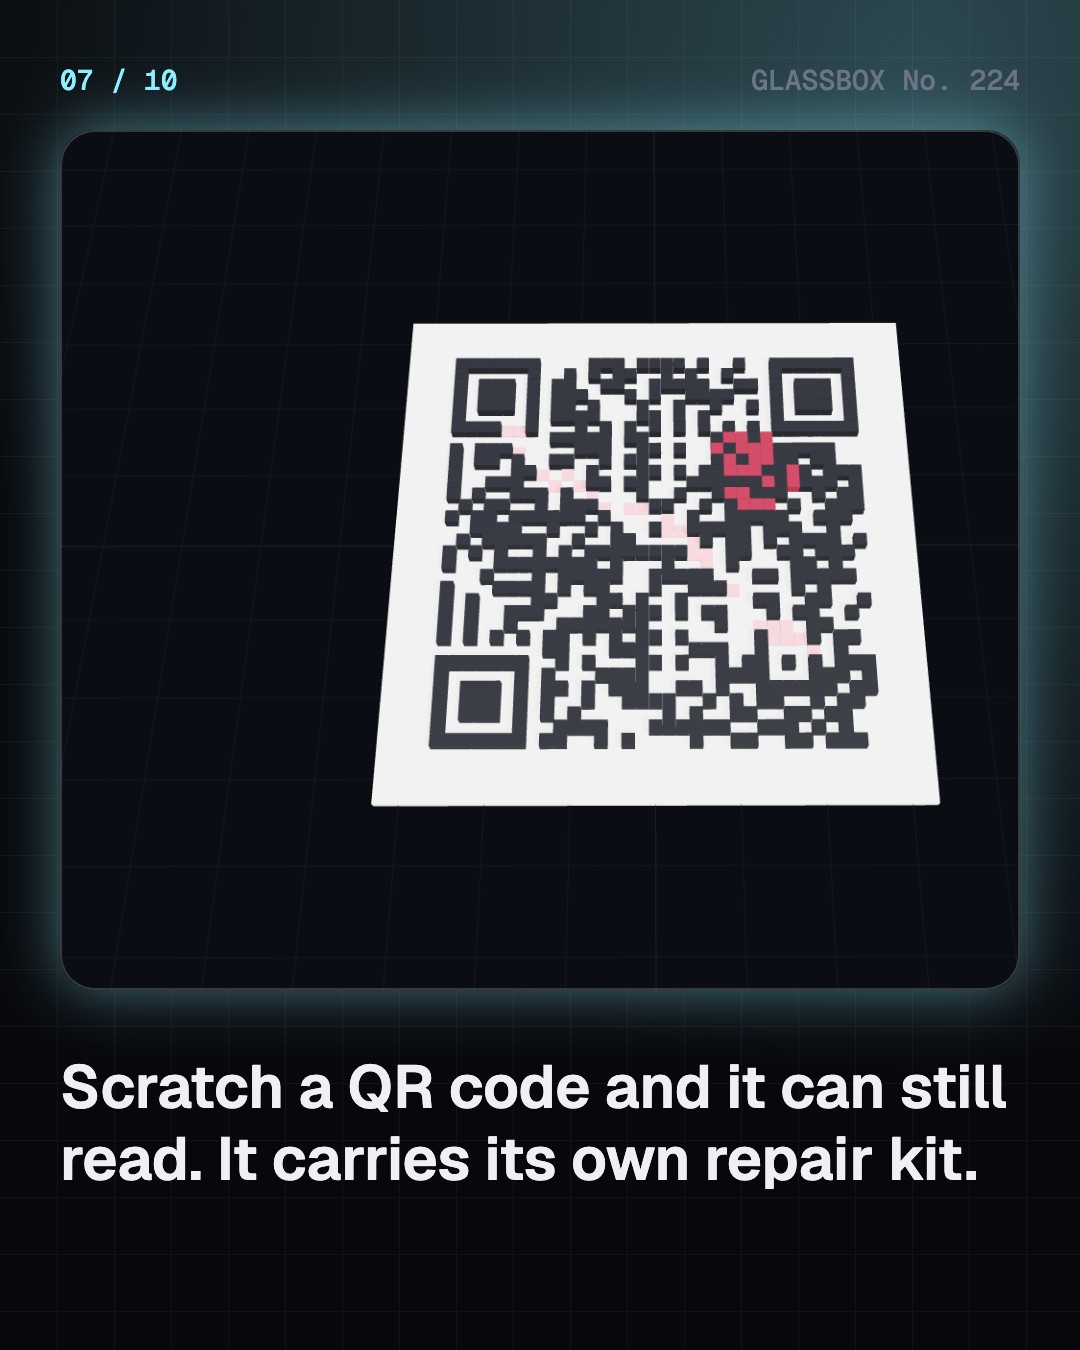 07 / 10
GLASSBOX No. 224
Scratch a QR code and it can still
read. It carries its own repair kit.